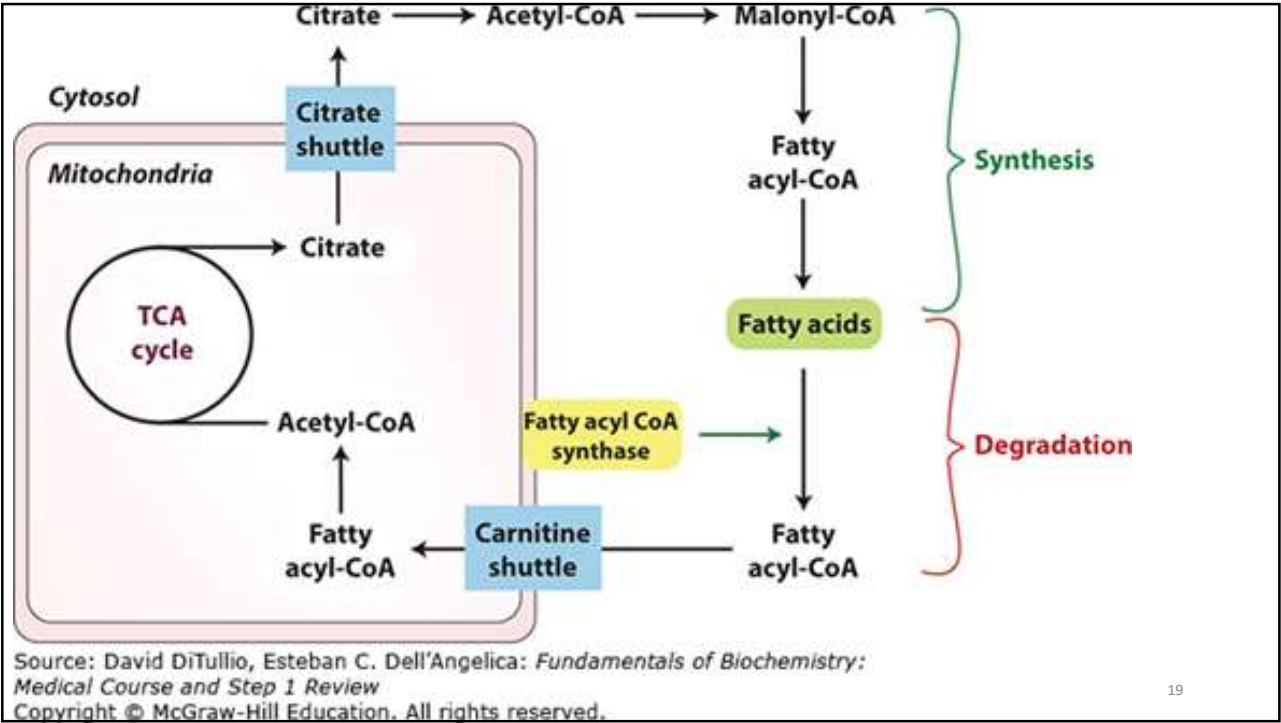 Citrate
Acetyl-CoA
Malonyl-CoA
Cytosol
Citrate
shuttle
Fatty
acyl-CoA
Synthesis
Mitochondria
Citrate
TCA
cycle
Fatty acids
Acetyl-CoA
Fatty acyl CoA
synthase
Degradation
Fatty
acyl-CoA
Carnitine
shuttle
Fatty
acyl-CoA
Source: David DiTullio, Esteban C. Dell'Angelica: Fundamentals of Biochemistry:
Medical Course and Step 1 Review
Copyright © McGraw-Hill Education. All rights reserved.
19